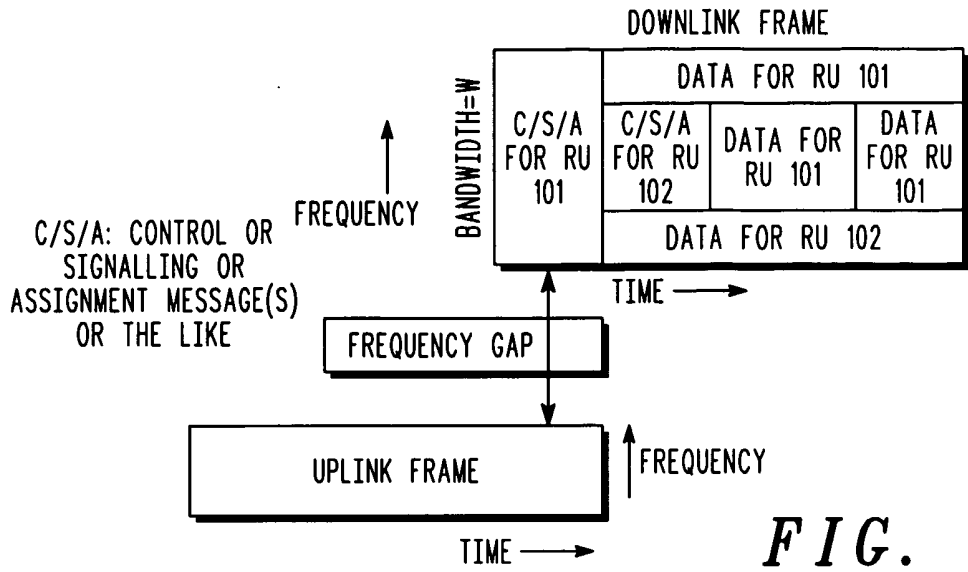 DOWNLINK FRAME
BANDWIDTH=W
C/S/A
FOR RU
101
DATA FOR RU 101
C/S/A
FOR RU
102
DATA FOR
RU 101
DATA
FOR RU
101
DATA FOR RU 102
FREQUENCY
TIME
C/S/A: CONTROL OR
SIGNALLING OR
ASSIGNMENT MESSAGE(S)
OR THE LIKE
FREQUENCY GAP
UPLINK FRAME
FREQUENCY
TIME
FIG.